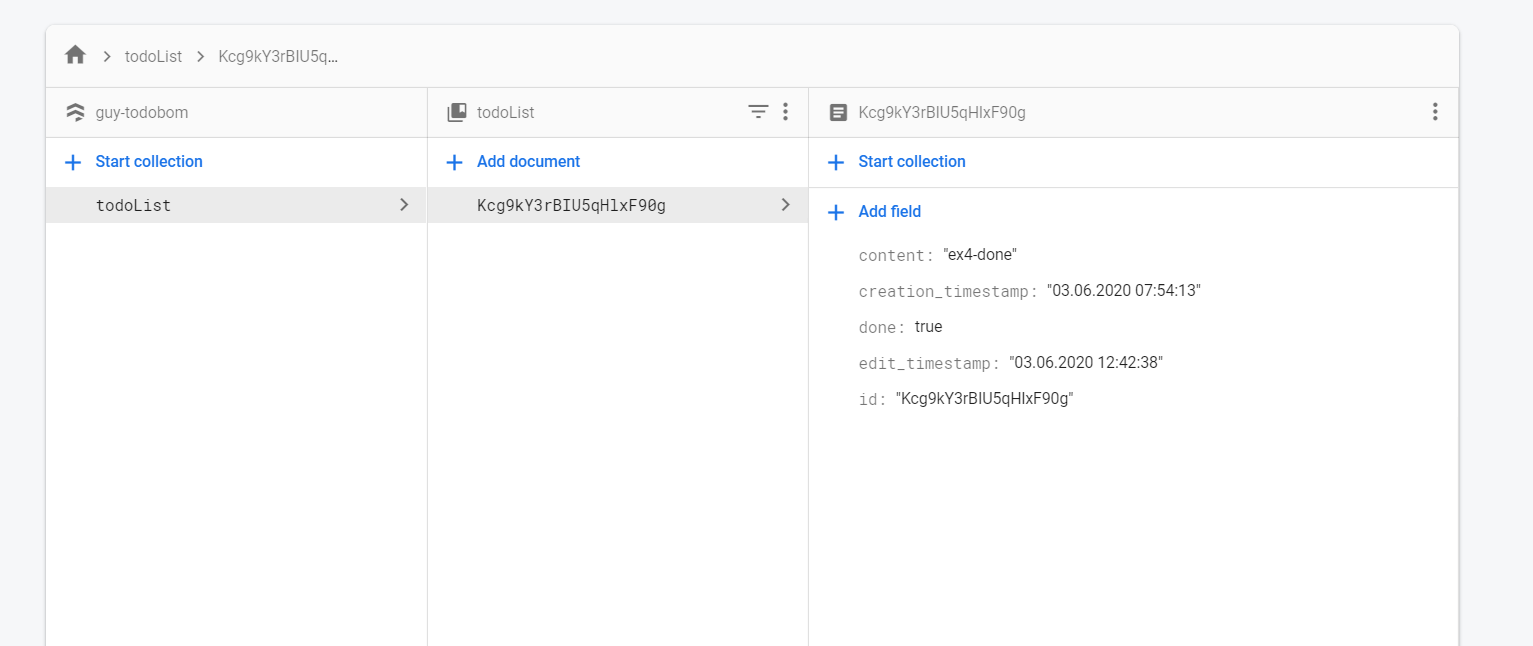 todoList Kcg9kY3rBIU5q...
guy-todobom
todoList
Kcg9kY3rBIU5qHlxF90g
Start collection
Add document
Start collection
todoList
Kcg9kY3rBIU5qHlxF90g
Add field
content: "ex4-done"
creation_timestamp: "03.06.2020 07:54:13"
done: true
edit_timestamp: "03.06.2020 12:42:38"
id: "Kcg9kY3rBIU5qHlxF90g"